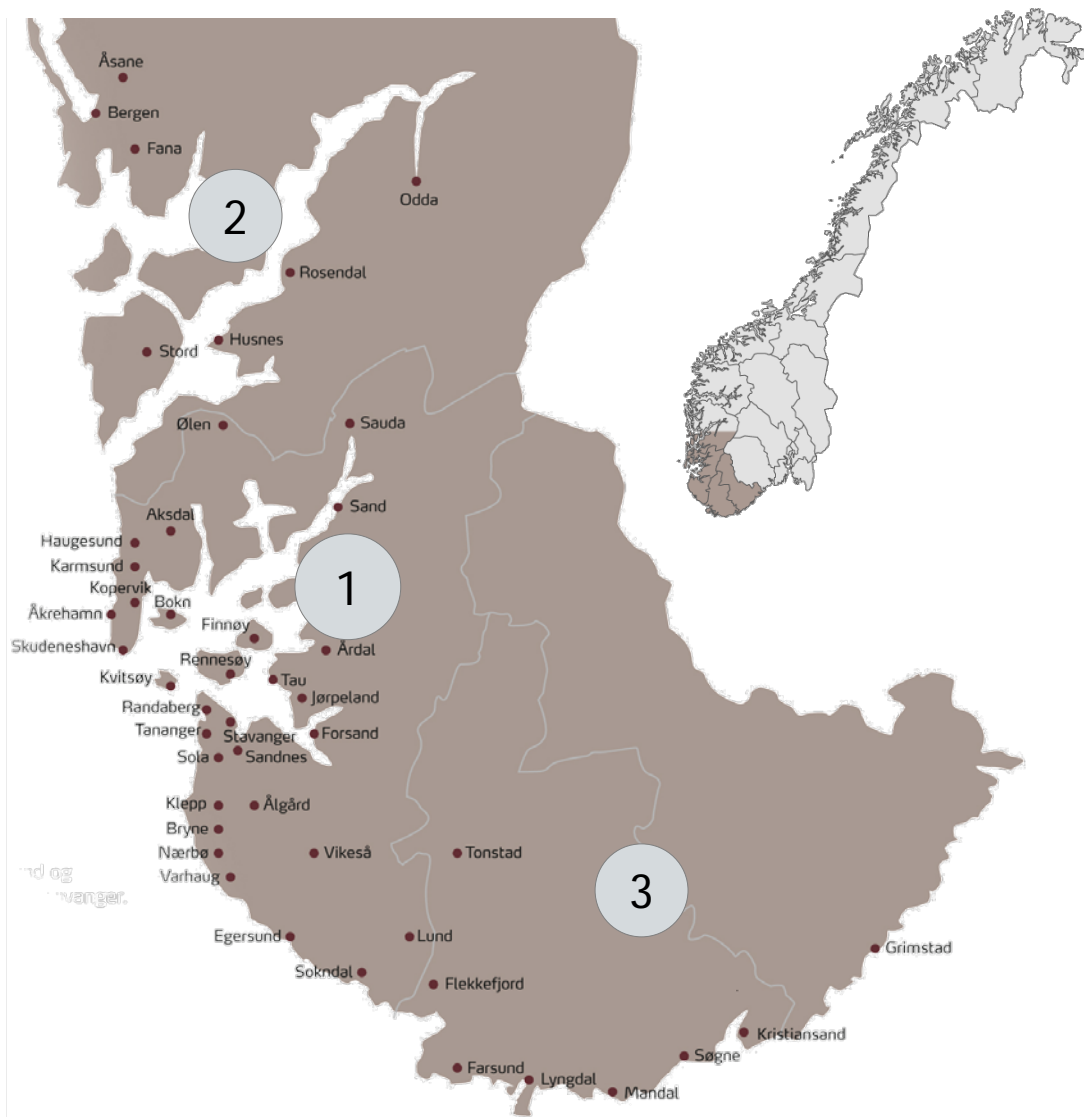 Åsane
Bergen
Fana
Odda
2
Rosendal
Husnes
Stord
Ølen
Sauda
Sand
Aksdal
Haugesund
Karmsund
1
Kopervik
Bokn
Åkrehamn
Finnøy
Skudeneshavn
Årdal
Rennesøy
Kvitsøy
Tau
Jørpeland
Randaberg
Tananger
Stavanger
Forsand
Sola
Sandnes
Klepp
Ålgård
Bryne
Nærbø
Vikeså
Tonstad
Varhaug
og
3
Egersund
Lund
Grimstad
Sokndal
Flekkefjord
Kristiansand
Søgne
Farsund
Lyngdal
Mandal